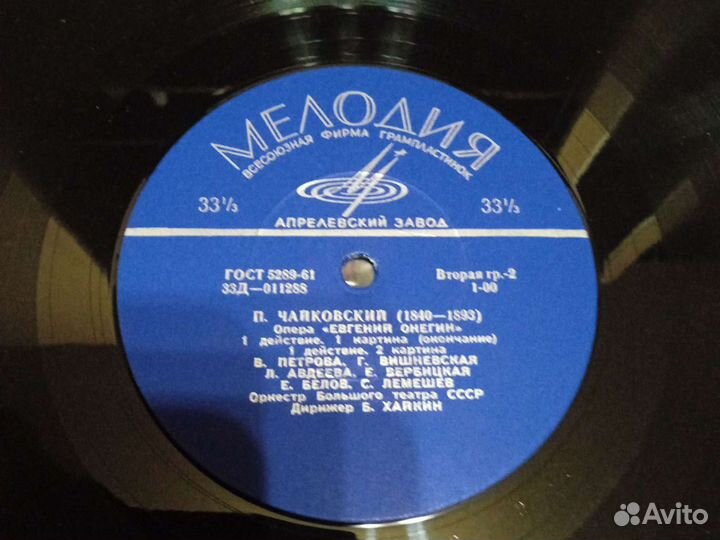 МЕЛОДИЯ
ВСЕСОЮЗНАЯ ФИРМА ГРАМПЛАСТИНОК
33⅓ 33⅓
АПРЕЛЕВСКИЙ ЗАВОД
ГОСТ 5289-61 Вторая гр.-2
33Д—011288 1-00
П. ЧАЙКОВСКИЙ (1840—1893)
Опера «ЕВГЕНИЙ ОНЕГИН»
1 действие, 1 картина (окончание)
1 действие, 2 картина
В. ПЕТРОВА, Г. ВИШНЕВСКАЯ
Л. АВДЕЕВА, Е. ВЕРБИЦКАЯ
Е. БЕЛОВ, С. ЛЕМЕШЕВ
Оркестр Большого театра СССР
Дирижер Б. ХАЙКИН
Avito